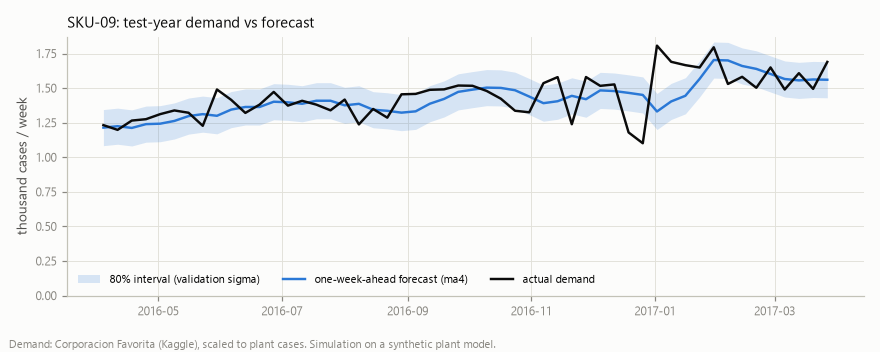 SKU-09: test-year demand vs forecast
thousand cases / week
1.75
1.50
1.25
1.00
0.75
0.50
0.25
0.00
80% interval (validation sigma)
one-week-ahead forecast (ma4)
actual demand
2016-05
2016-07
2016-09
2016-11
2017-01
2017-03
Demand: Corporacion Favorita (Kaggle), scaled to plant cases. Simulation on a synthetic plant model.